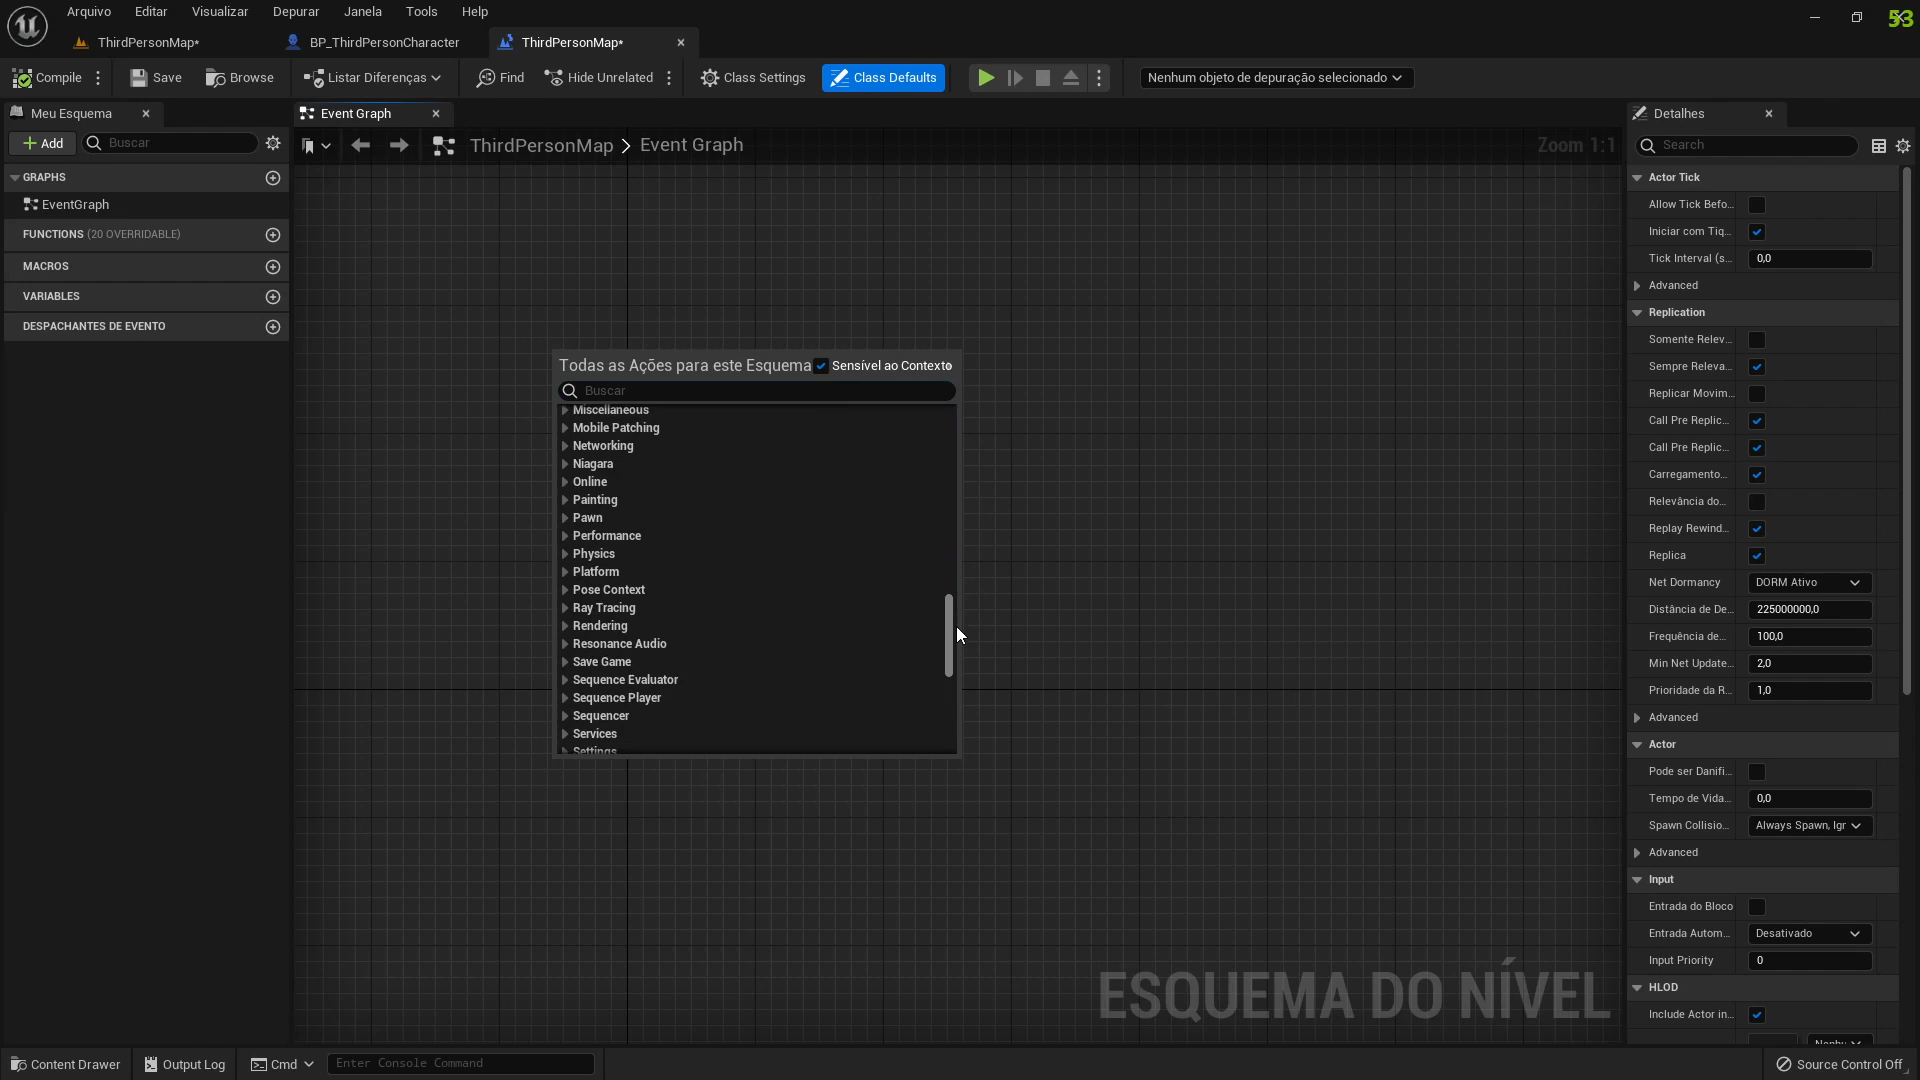 Arquivo Editar Visualizar Depurar Janela Tools Help
53
ThirdPersonMap* BP_ThirdPersonCharacter ThirdPersonMap*
Compile Save Browse Listar Diferenças Find Hide Unrelated Class Settings Class Defaults Nenhum objeto de depuração selecionado
Meu Esquema Event Graph Detalhes
Add Buscar ThirdPersonMap > Event Graph Zoom 1:1 Search
GRAPHS
EventGraph
FUNCTIONS (20 OVERRIDABLE)
MACROS
VARIABLES
DESPACHANTES DE EVENTO
Todas as Ações para este Esquema Sensível ao Contexto
Buscar
Miscellaneous
Mobile Patching
Networking
Niagara
Online
Painting
Pawn
Performance
Physics
Platform
Pose Context
Ray Tracing
Rendering
Resonance Audio
Save Game
Sequence Evaluator
Sequence Player
Sequencer
Services
Settings
ESQUEMA DO NÍVEL
Actor Tick
Allow Tick Befo...
Iniciar com Tiq...
Tick Interval (s... 0,0
Advanced
Replication
Somente Relev...
Sempre Releva...
Replicar Movim...
Call Pre Replic...
Call Pre Replic...
Carregamento...
Relevância do...
Replay Rewind...
Replica
Net Dormancy DORM Ativo
Distância de De... 225000000,0
Frequência de... 100,0
Min Net Update... 2,0
Prioridade da R... 1,0
Advanced
Actor
Pode ser Danifi...
Tempo de Vida... 0,0
Spawn Collisio... Always Spawn, Igr
Advanced
Input
Entrada do Bloco
Entrada Autom... Desativado
Input Priority 0
HLOD
Include Actor in...
Content Drawer Output Log Cmd Enter Console Command Source Control Off